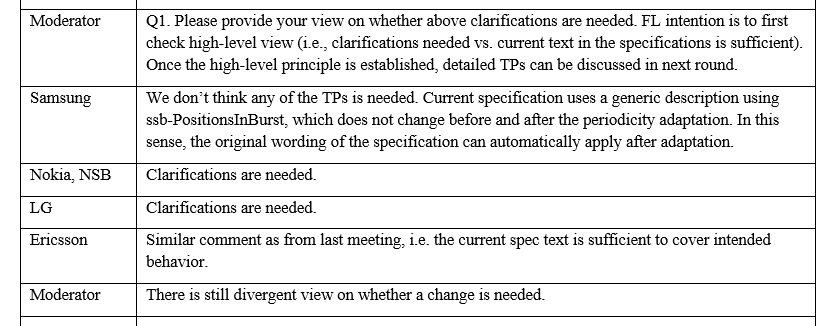 Moderator
Q1. Please provide your view on whether above clarifications are needed. FL intention is to first
check high-level view (i.e., clarifications needed vs. current text in the specifications is sufficient).
Once the high-level principle is established, detailed TPs can be discussed in next round.
Samsung
We don't think any of the TPs is needed. Current specification uses a generic description using
ssb-PositionsInBurst, which does not change before and after the periodicity adaptation. In this
sense, the original wording of the specification can automatically apply after adaptation.
Nokia, NSB
Clarifications are needed.
LG
Clarifications are needed.
Ericsson
Similar comment as from last meeting, i.e. the current spec text is sufficient to cover intended
behavior.
Moderator
There is still divergent view on whether a change is needed.